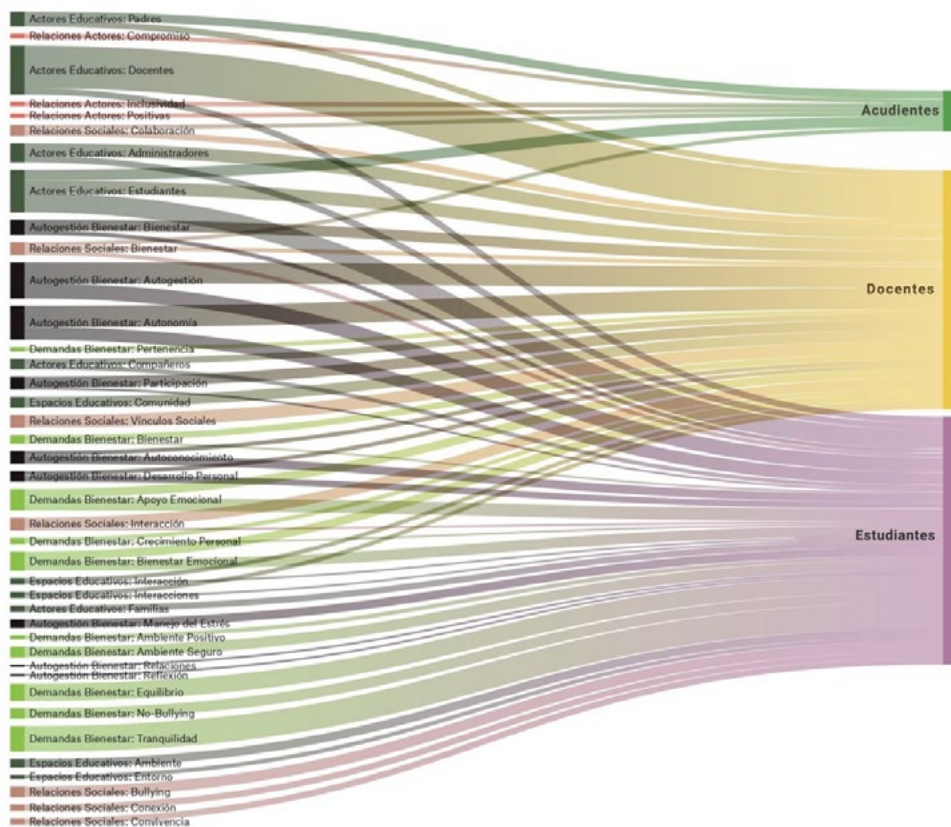 Actores Educativos: Padres
Relaciones Actores: Compromiso
Actores Educativos: Docentes
Relaciones Actores: Inclusividad
Relaciones Actores: Positivas
Relaciones Sociales: Colaboración
Actores Educativos: Administradores
Actores Educativos: Estudiantes
Autogestión Bienestar: Bienestar
Relaciones Sociales: Bienestar
Autogestión Bienestar: Autogestión
Autogestión Bienestar: Autonomía
Demandas Bienestar: Pertenencia
Actores Educativos: Compañeros
Autogestión Bienestar: Participación
Espacios Educativos: Comunidad
Relaciones Sociales: Vínculos Sociales
Demandas Bienestar: Bienestar
Autogestión Bienestar: Autoconocimiento
Autogestión Bienestar: Desarrollo Personal
Demandas Bienestar: Apoyo Emocional
Relaciones Sociales: Interacción
Demandas Bienestar: Crecimiento Personal
Demandas Bienestar: Bienestar Emocional
Espacios Educativos: Interacción
Espacios Educativos: Interacciones
Actores Educativos: Familias
Autogestión Bienestar: Manejo del Estrés
Demandas Bienestar: Ambiente Positivo
Demandas Bienestar: Ambiente Seguro
Autogestión Bienestar: Relaciones
Autogestión Bienestar: Reflexión
Demandas Bienestar: Equilibrio
Demandas Bienestar: No-Bullying
Demandas Bienestar: Tranquilidad
Espacios Educativos: Ambiente
Espacios Educativos: Entorno
Relaciones Sociales: Bullying
Relaciones Sociales: Conexión
Relaciones Sociales: Convivencia
Acudientes
Docentes
Estudiantes